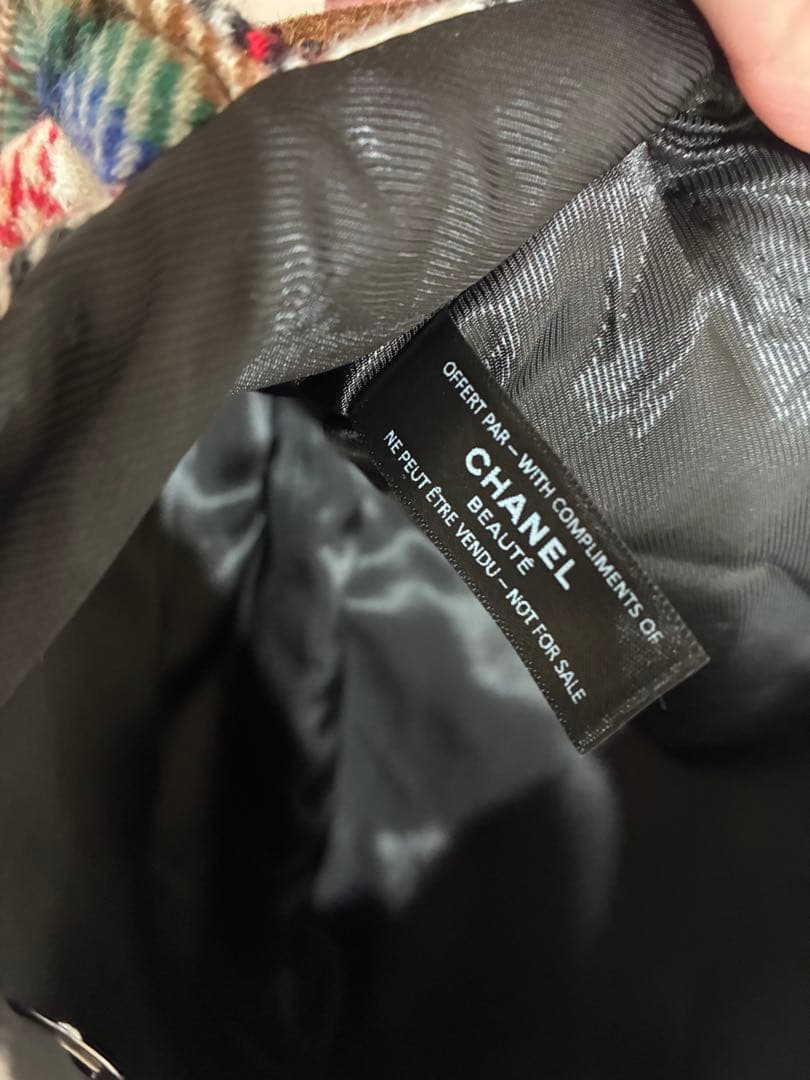 OFFERT PAR – WITH COMPLIMENTS OF
CHANEL
BEAUTÉ
NE PEUT ÊTRE VENDU – NOT FOR SALE